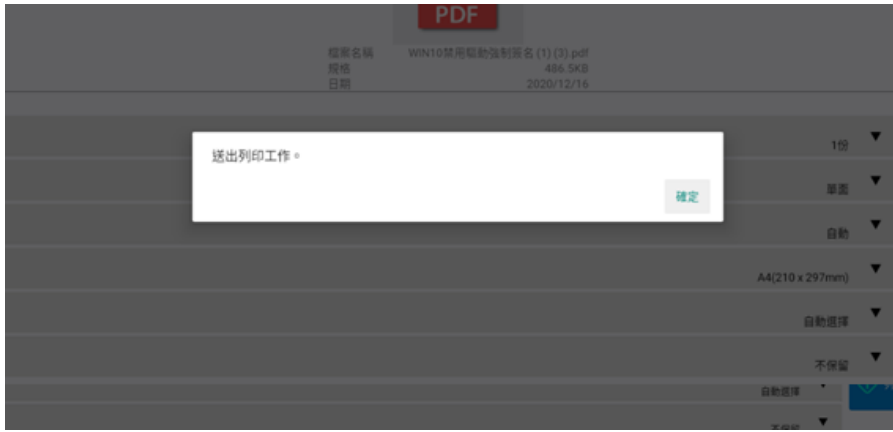 PDF
檔案名稱 WIN10禁用驅動強制簽名 (1) (3).pdf
規格 486.5KB
日期 2020/12/16
1份
送出列印工作。
單面
確定
自動
A4(210 x 297mm)
自動選擇
不保留
自動選擇
不保留